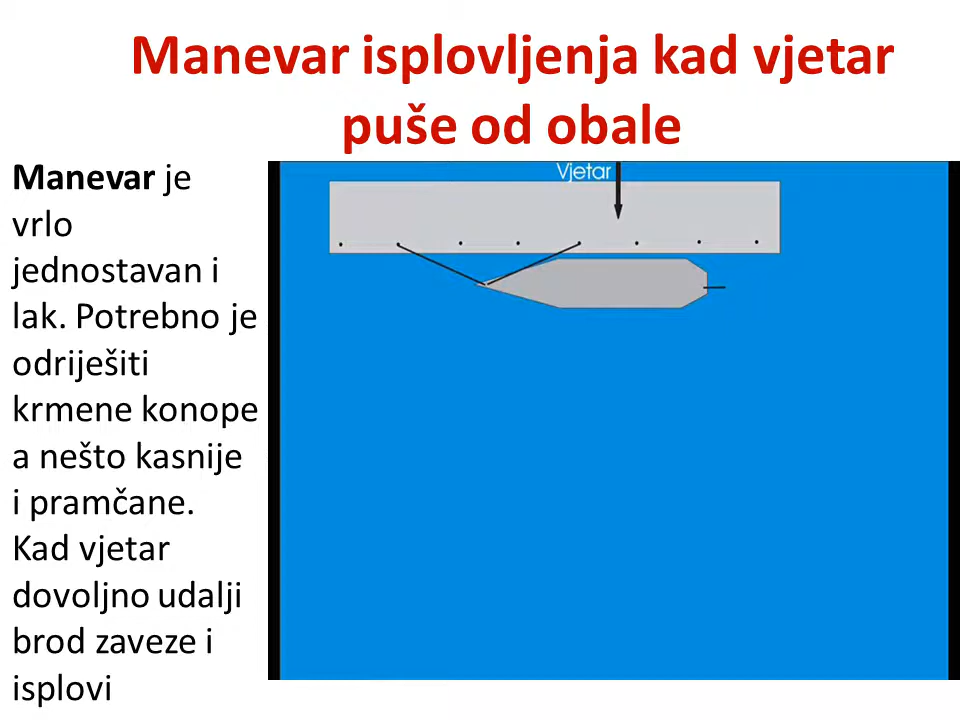 Manevar isplovljenja kad vjetar
puše od obale
Manevar je
vrlo
jednostavan i
lak. Potrebno je
odriješiti
krmene konope
a nešto kasnije
i pramčane.
Kad vjetar
dovoljno udalji
brod zaveze i
isplovi
Vjetar